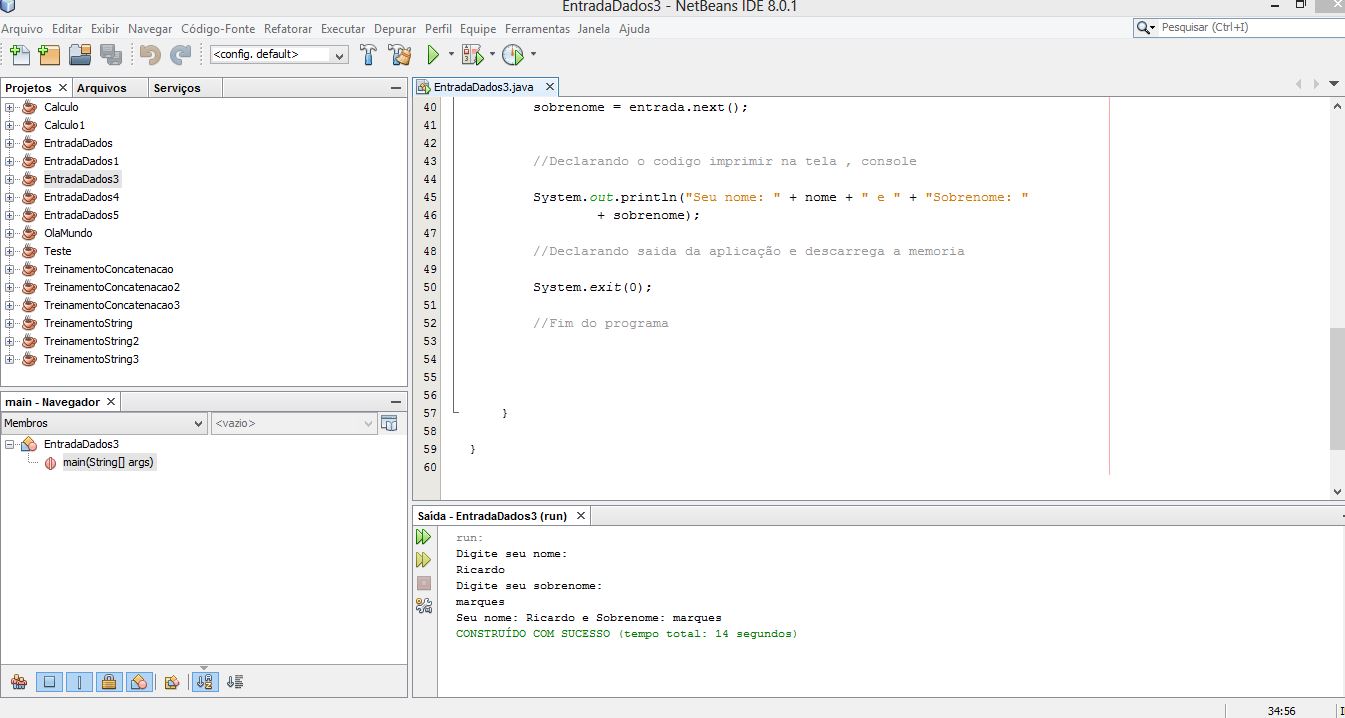 EntradaDados3 - NetBeans IDE 8.0.1
Arquivo Editar Exibir Navegar Código-Fonte Refatorar Executar Depurar Perfil Equipe Ferramentas Janela Ajuda
Pesquisar (Ctrl+I)
<config. default>
Projetos Arquivos Serviços
Calculo
Calculo1
EntradaDados
EntradaDados1
EntradaDados3
EntradaDados4
EntradaDados5
OlaMundo
Teste
TreinamentoConcatenacao
TreinamentoConcatenacao2
TreinamentoConcatenacao3
TreinamentoString
TreinamentoString2
TreinamentoString3
main - Navegador
Membros
<vazio>
EntradaDados3
main(String[] args)
EntradaDados3.java
40 sobrenome = entrada.next();
41
42
43 //Declarando o codigo imprimir na tela , console
44
45 System.out.println("Seu nome: " + nome + " e " + "Sobrenome: "
46 + sobrenome);
47
48 //Declarando saida da aplicação e descarrega a memoria
49
50 System.exit(0);
51
52 //Fim do programa
53
54
55
56
57 }
58
59 }
60
Saída - EntradaDados3 (run)
run:
Digite seu nome:
Ricardo
Digite seu sobrenome:
marques
Seu nome: Ricardo e Sobrenome: marques
CONSTRUÍDO COM SUCESSO (tempo total: 14 segundos)
34:56